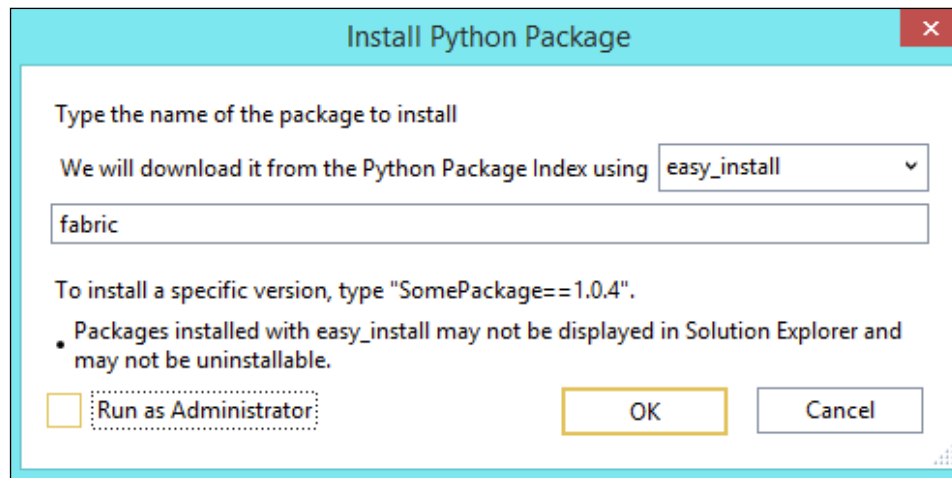 Install Python Package
Type the name of the package to install
We will download it from the Python Package Index using easy_install
fabric
To install a specific version, type "SomePackage==1.0.4".
• Packages installed with easy_install may not be displayed in Solution Explorer and
may not be uninstallable.
Run as Administrator OK Cancel